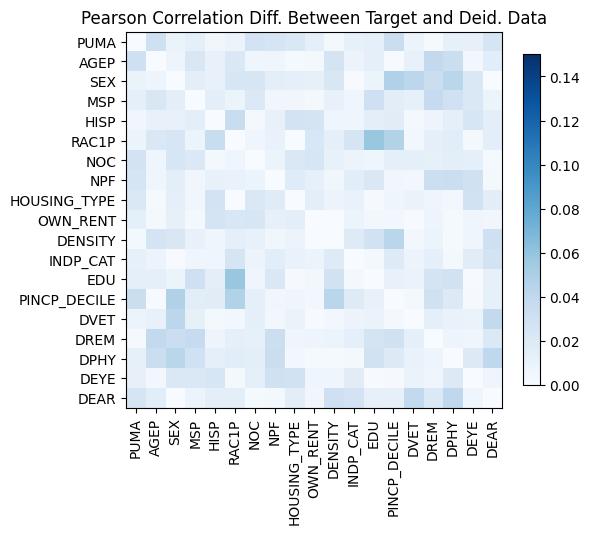 Pearson Correlation Diff. Between Target and Deid. Data
PUMA
AGEP
SEX
MSP
HISP
RAC1P
NOC
NPF
HOUSING_TYPE
OWN_RENT
DENSITY
INDP_CAT
EDU
PINCP_DECILE
DVET
DREM
DPHY
DEYE
DEAR
PUMA
AGEP
SEX
MSP
HISP
RAC1P
NOC
NPF
HOUSING_TYPE
OWN_RENT
DENSITY
INDP_CAT
EDU
PINCP_DECILE
DVET
DREM
DPHY
DEYE
DEAR
0.14
0.12
0.10
0.08
0.06
0.04
0.02
0.00